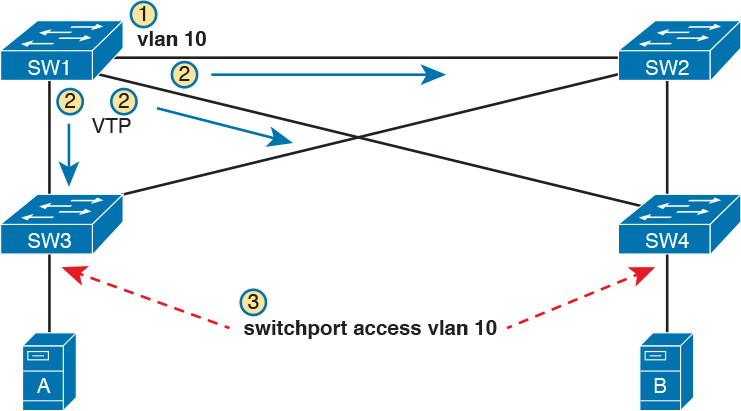 1
vlan 10
SW1
SW2
2
2
2
VTP
SW3
SW4
3
switchport access vlan 10
A
B